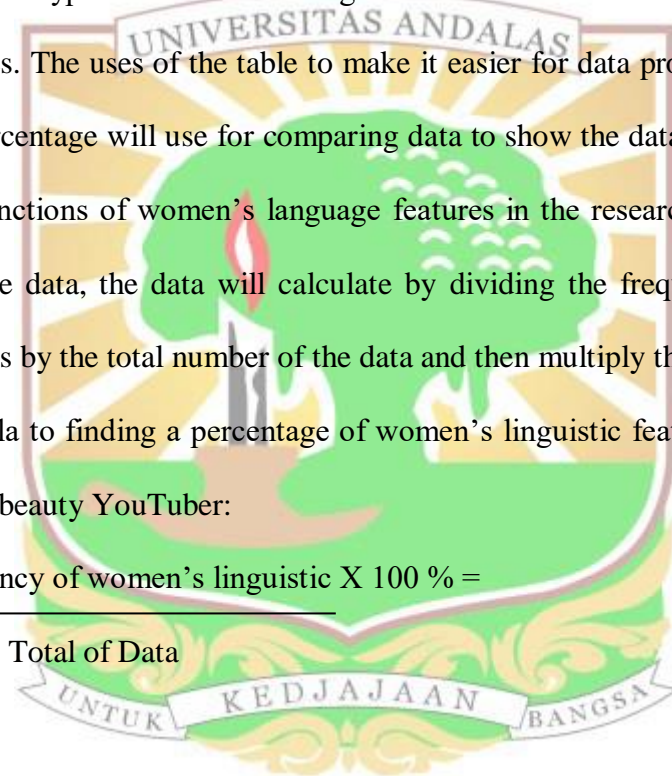 UNIVERSITAS ANDALAS
s. The uses of the table to make it easier for data pro
rcentage will use for comparing data to show the data
nctions of women's language features in the researc
e data, the data will calculate by dividing the freq
s by the total number of the data and then multiply th
la to finding a percentage of women's linguistic feat
beauty YouTuber:
ncy of women's linguistic X 100 % =
Total of Data
UNTUK KEDJAJAAN BANGSA